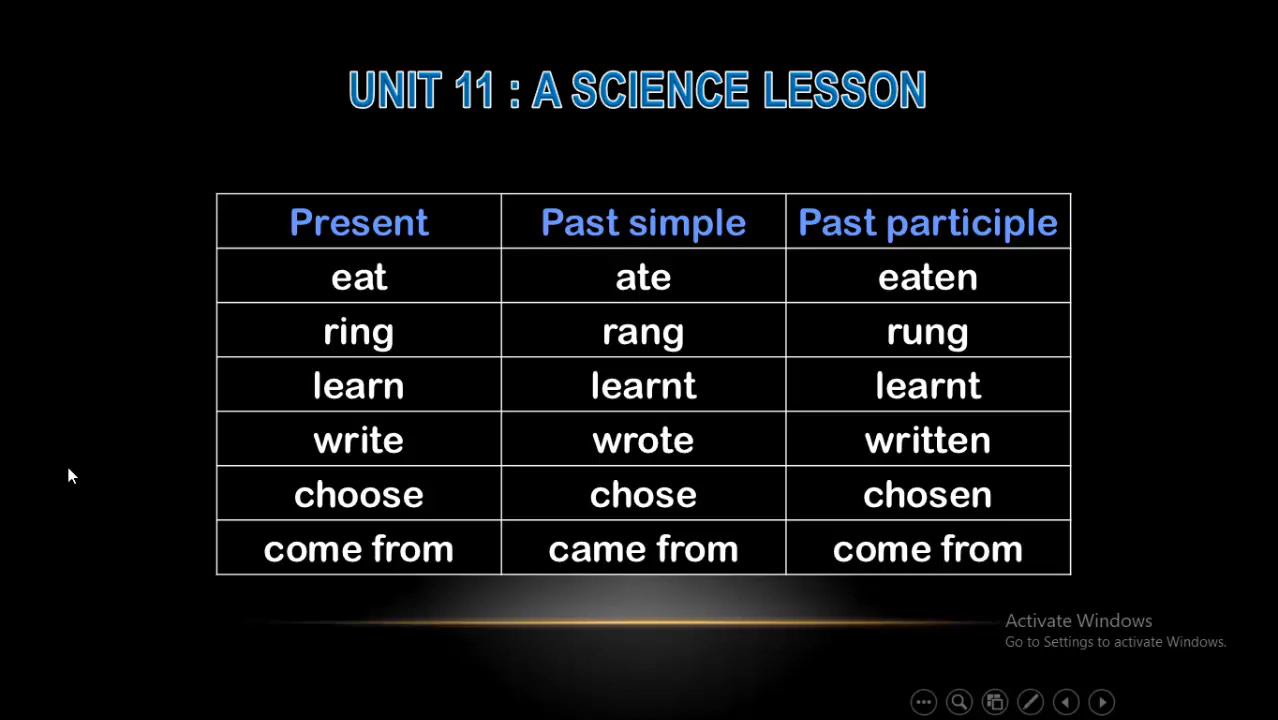 UNIT 11 : A SCIENCE LESSON
Present Past simple Past participle
eat ate eaten
ring rang rung
learn learnt learnt
write wrote written
choose chose chosen
come from came from come from
Activate Windows
Go to Settings to activate Windows.